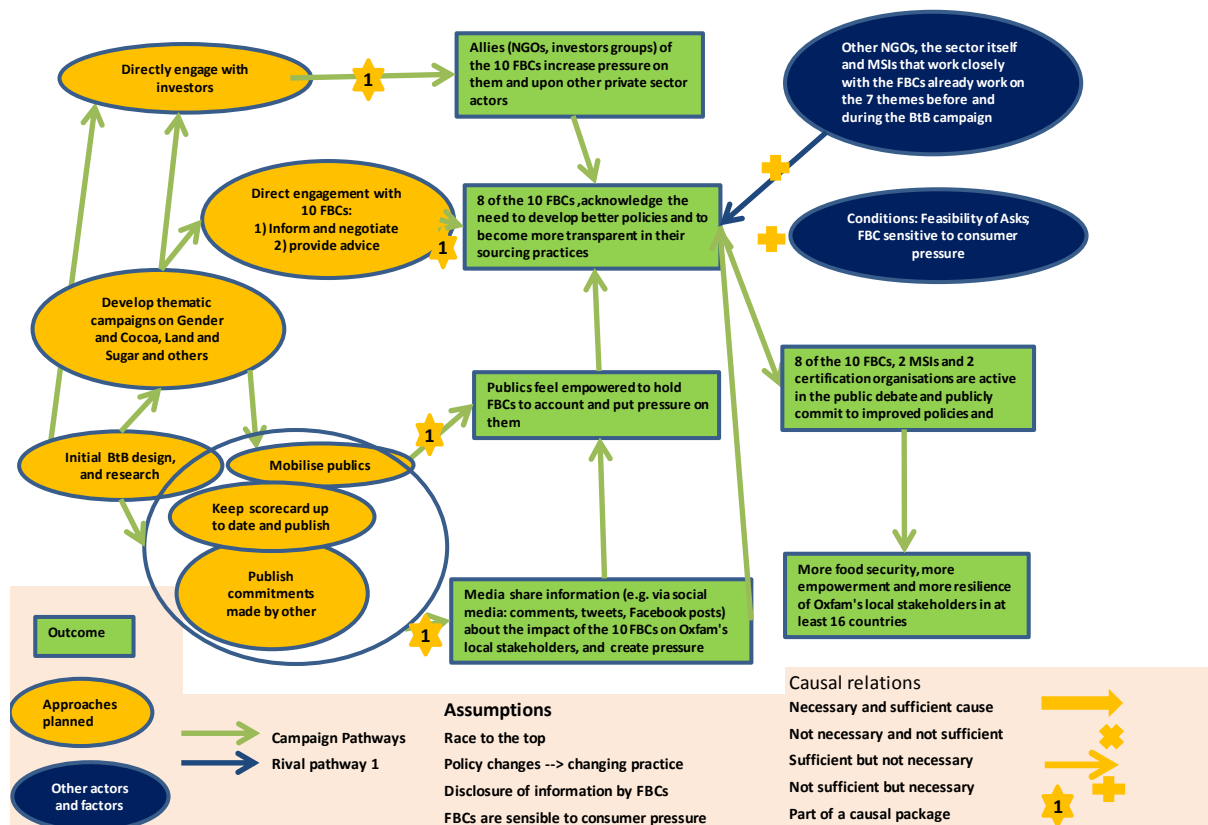 Directly engage with
investors
1
Allies (NGOs, investors groups) of
the 10 FBCs increase pressure on
them and upon other private sector
actors
Other NGOs, the sector itself
and MSIs that work closely
with the FBCs already work on
the 7 themes before and
during the BtB campaign
Direct engagement with
10 FBCs:
1) Inform and negotiate
2) provide advice
1
8 of the 10 FBCs ,acknowledge the
need to develop better policies and to
become more transparent in their
sourcing practices
Conditions: Feasibility of Asks;
FBC sensitive to consumer
pressure
Develop thematic
campaigns on Gender
and Cocoa, Land and
Sugar and others
8 of the 10 FBCs, 2 MSIs and 2
certification organisations are active
in the public debate and publicly
commit to improved policies and
Publics feel empowered to hold
FBCs to account and put pressure on
them
1
Initial BtB design,
and research
Mobilise publics
Keep scorecard up
to date and publish
Publish
commitments
made by other
1
Media share information (e.g. via social
media: comments, tweets, Facebook posts)
about the impact of the 10 FBCs on Oxfam's
local stakeholders, and create pressure
More food security, more
empowerment and more resilience
of Oxfam's local stakeholders in at
least 16 countries
Outcome
Approaches
planned
Other actors
and factors
Campaign Pathways
Rival pathway 1
Assumptions
Race to the top
Policy changes --> changing practice
Disclosure of information by FBCs
FBCs are sensible to consumer pressure
Causal relations
Necessary and sufficient cause
Not necessary and not sufficient
Sufficient but not necessary
Not sufficient but necessary
Part of a causal package
1